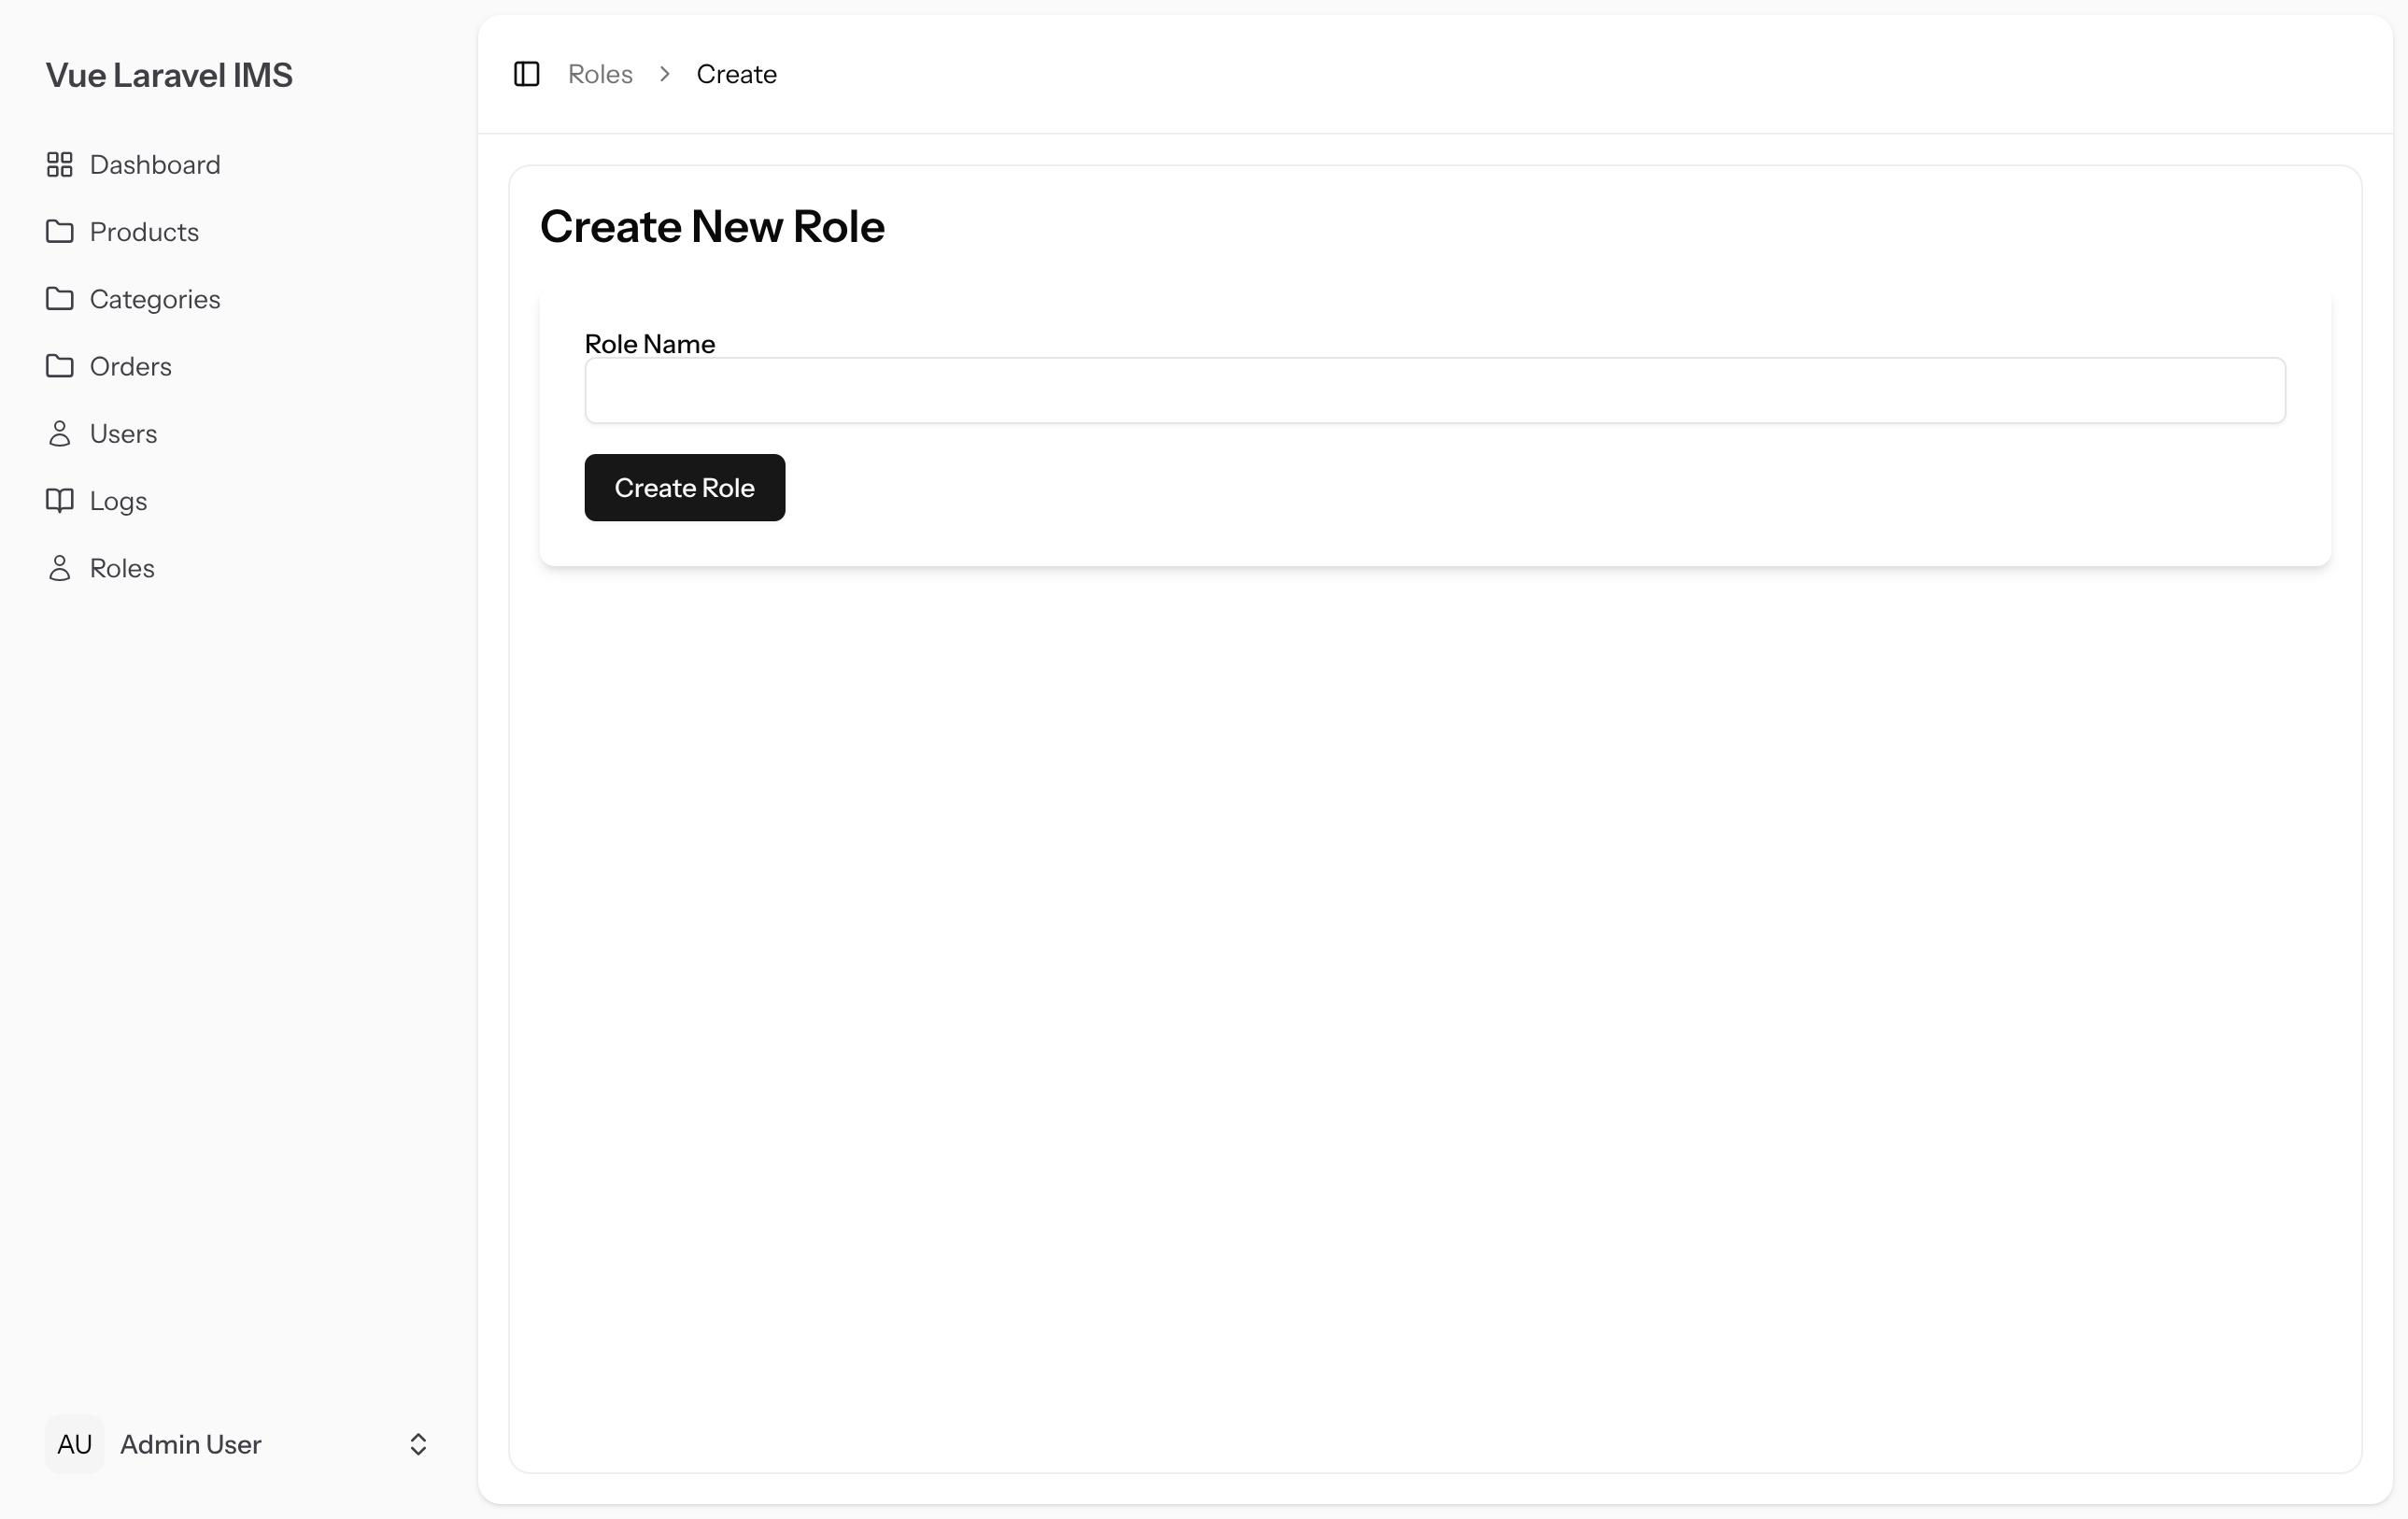 Vue Laravel IMS
Dashboard
Products
Categories
Orders
Users
Logs
Roles
AU Admin User
Roles > Create
Create New Role
Role Name
Create Role